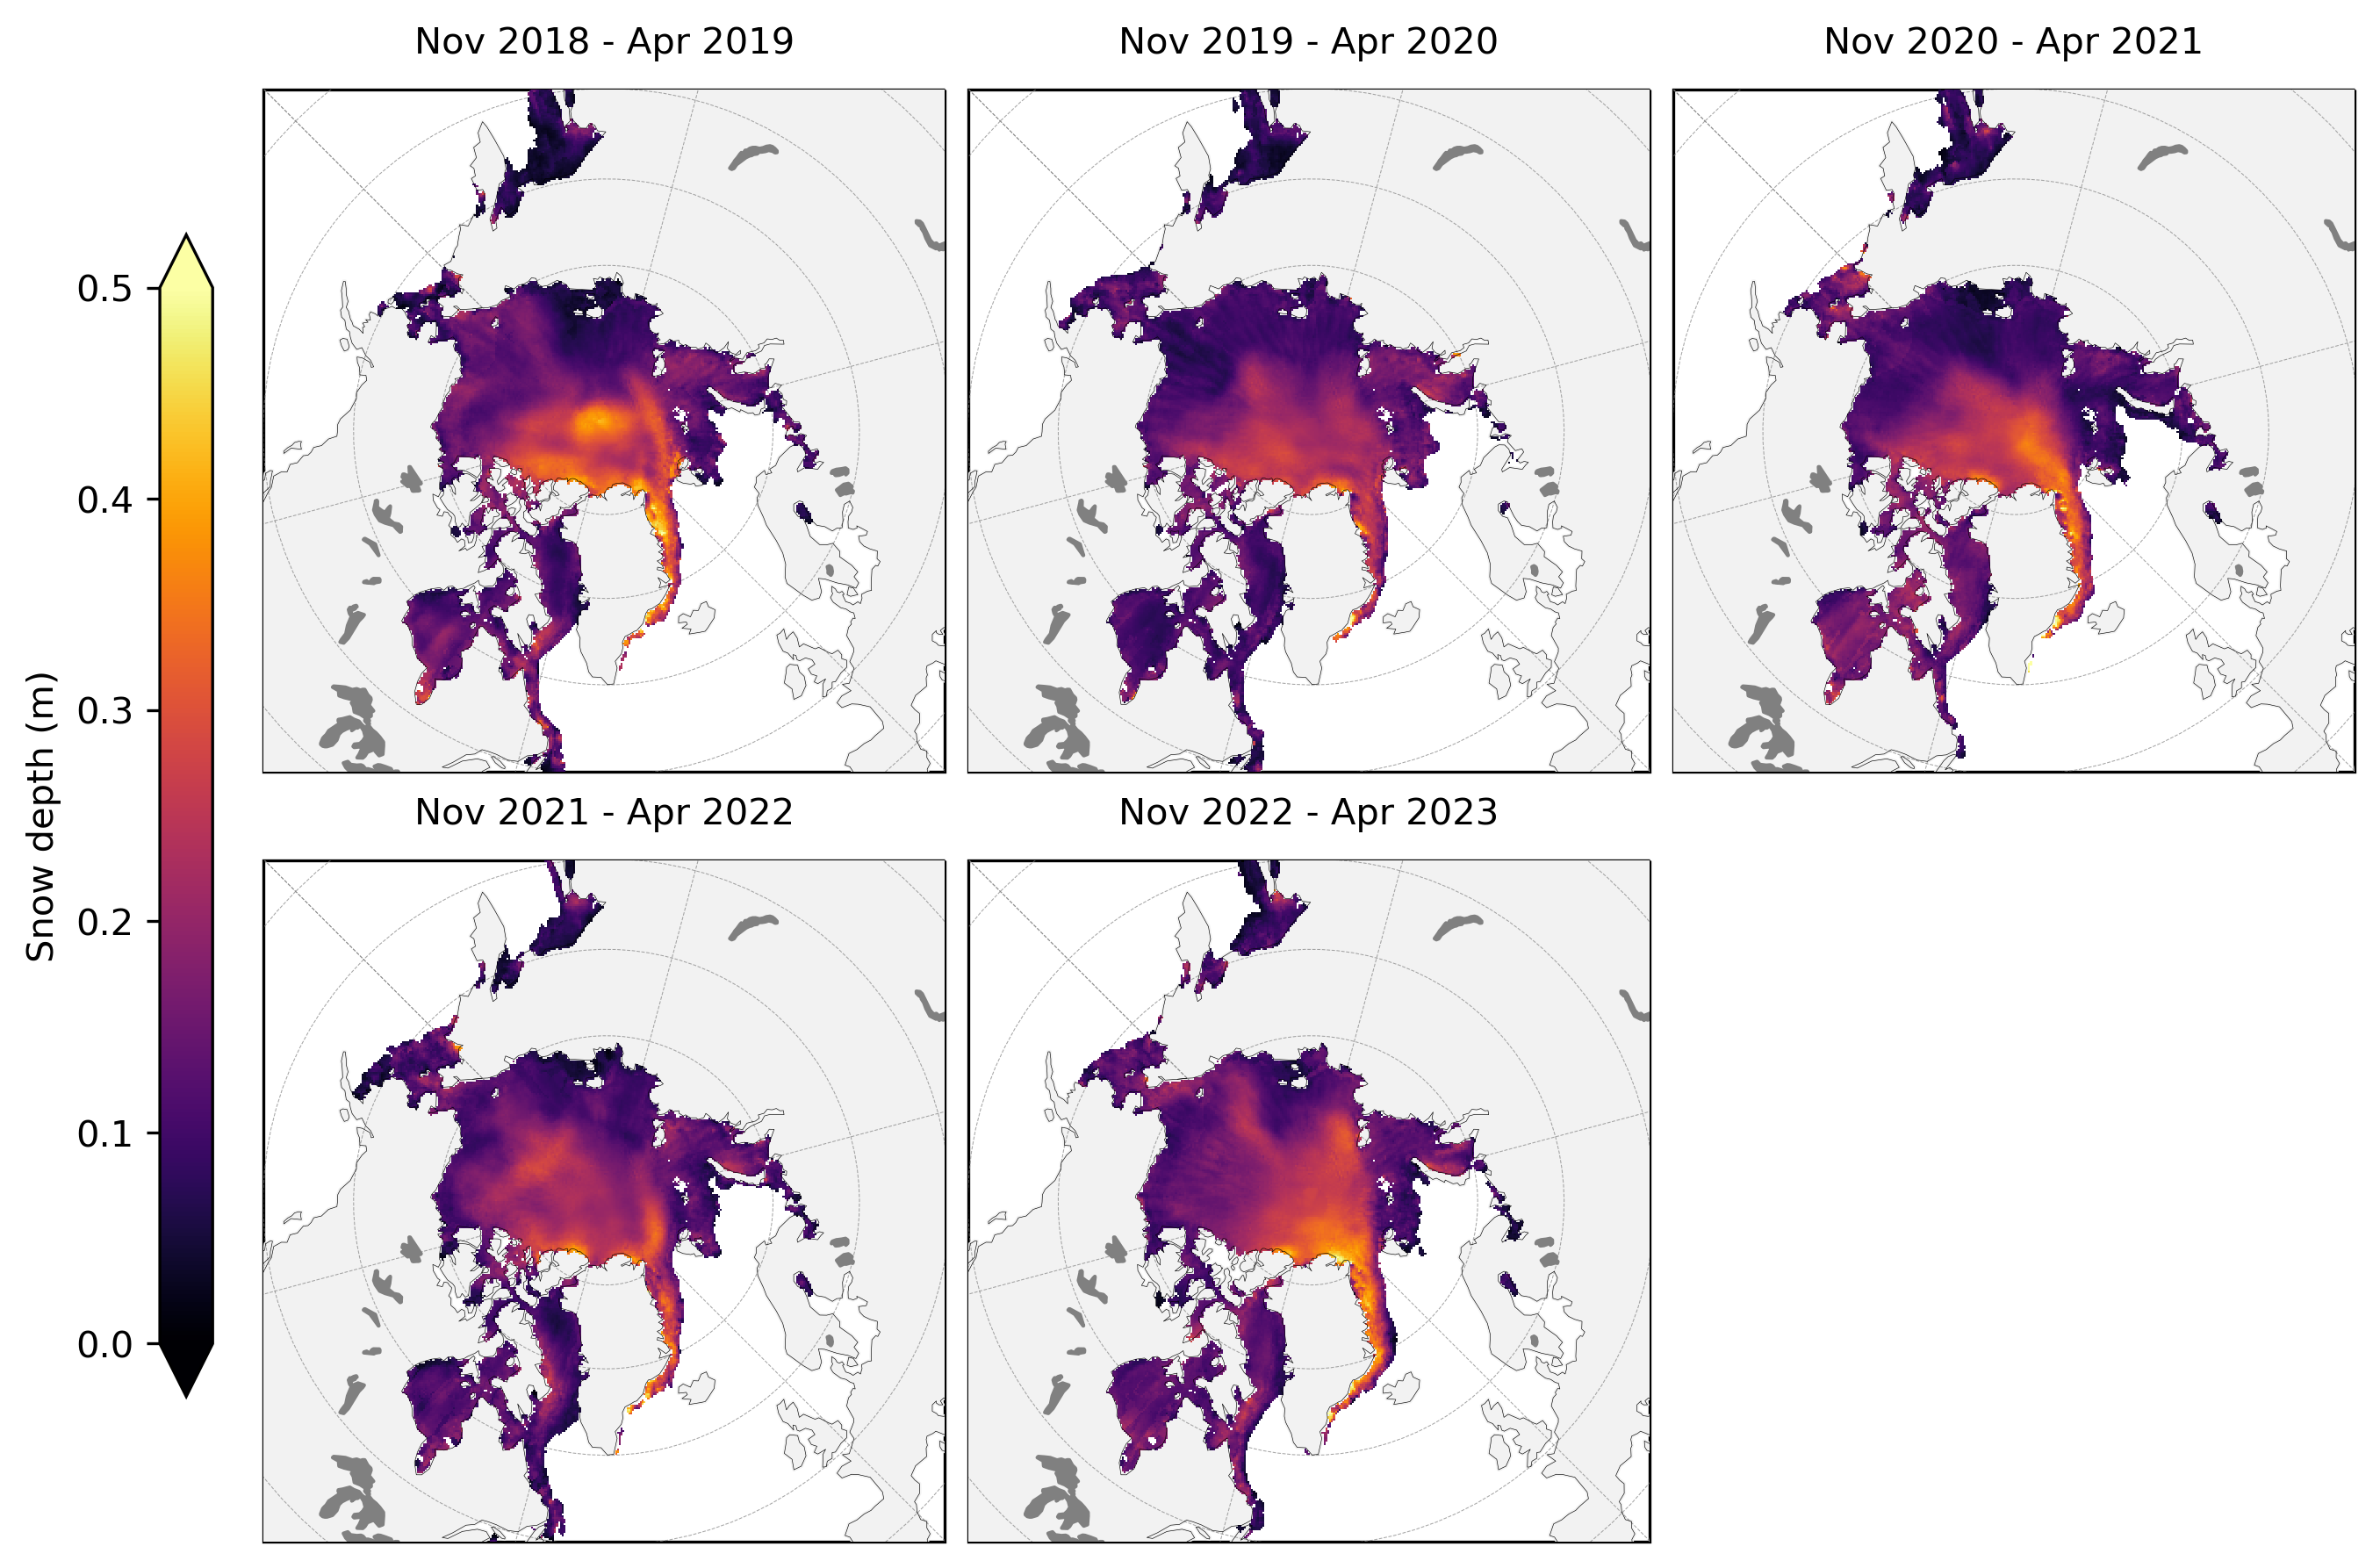 Nov 2018 - Apr 2019
Nov 2019 - Apr 2020
Nov 2020 - Apr 2021
Snow depth (m)
0.5
0.4
0.3
0.2
0.1
0.0
Nov 2021 - Apr 2022
Nov 2022 - Apr 2023